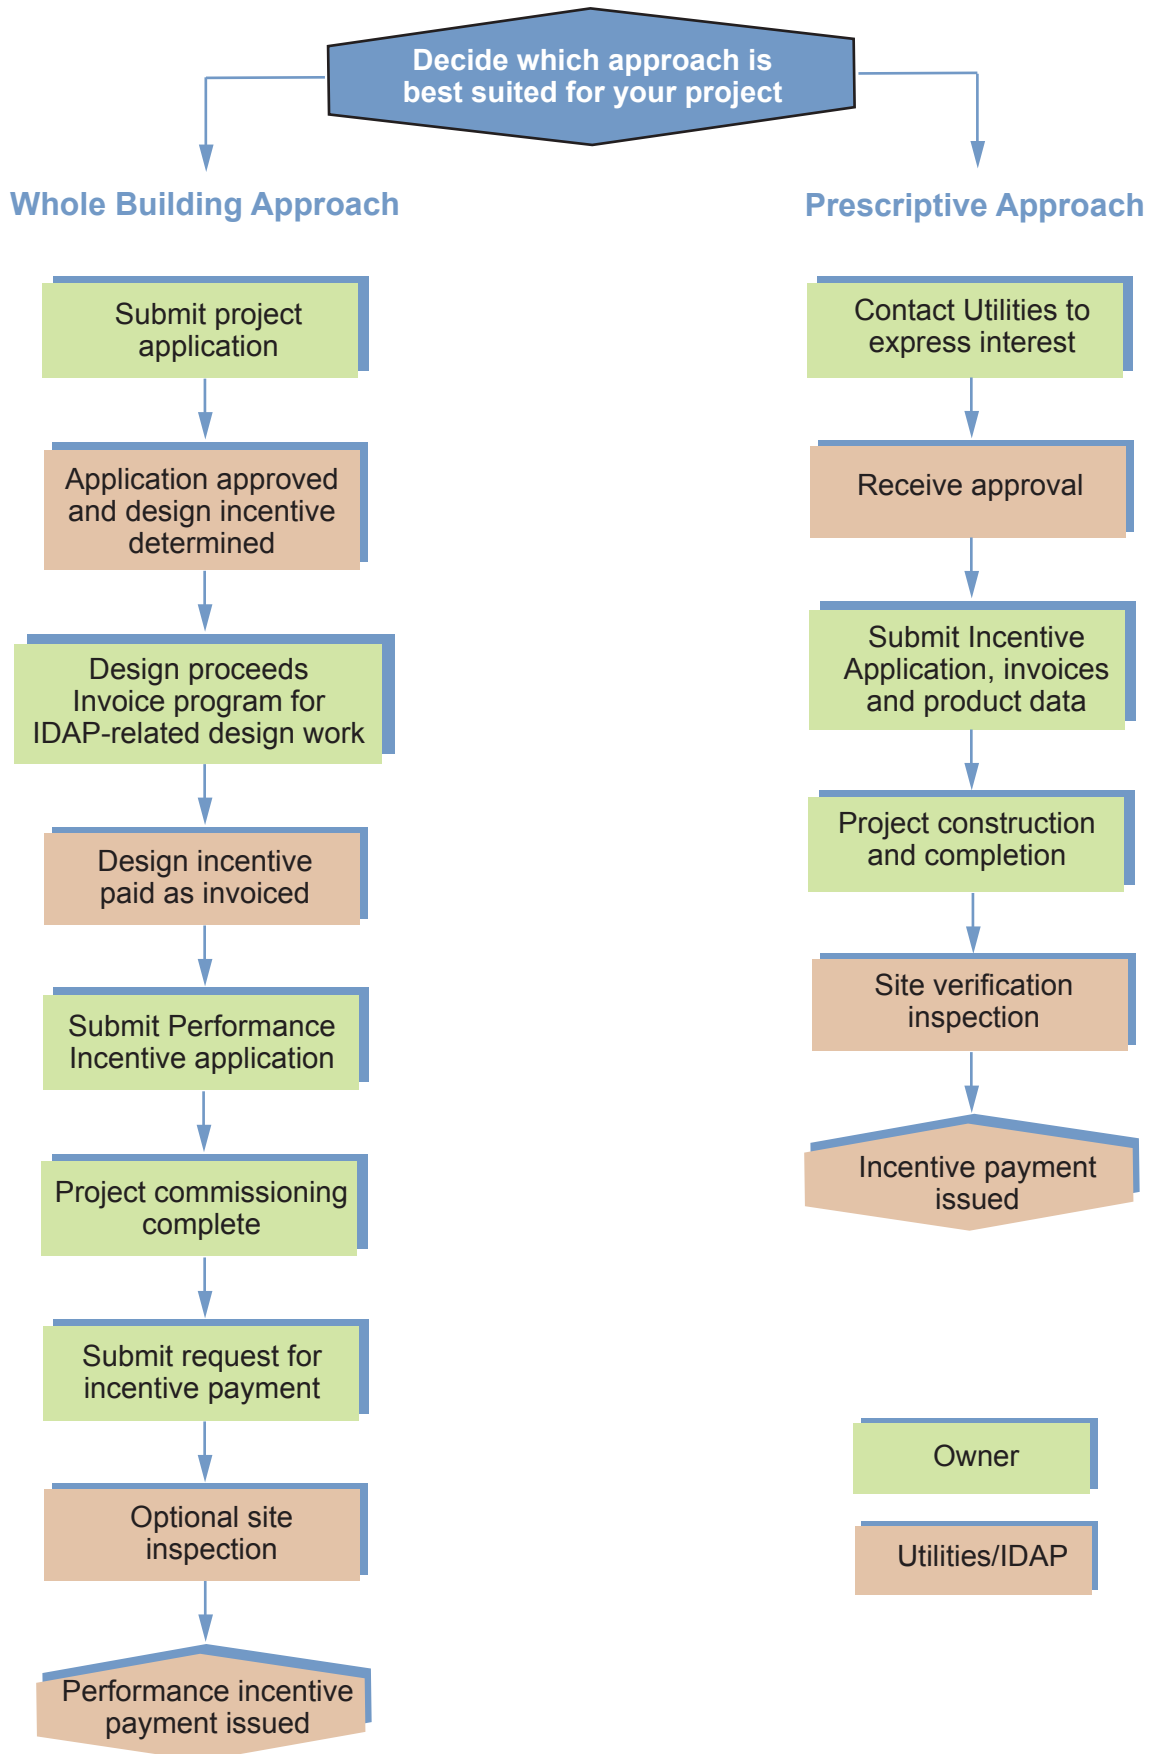 Decide which approach is
best suited for your project
Whole Building Approach
Submit project
application
Application approved
and design incentive
determined
Design proceeds
Invoice program for
IDAP-related design work
Design incentive
paid as invoiced
Submit Performance
Incentive application
Project commissioning
complete
Submit request for
incentive payment
Optional site
inspection
Performance incentive
payment issued
Prescriptive Approach
Contact Utilities to
express interest
Receive approval
Submit Incentive
Application, invoices
and product data
Project construction
and completion
Site verification
inspection
Incentive payment
issued
Owner
Utilities/IDAP